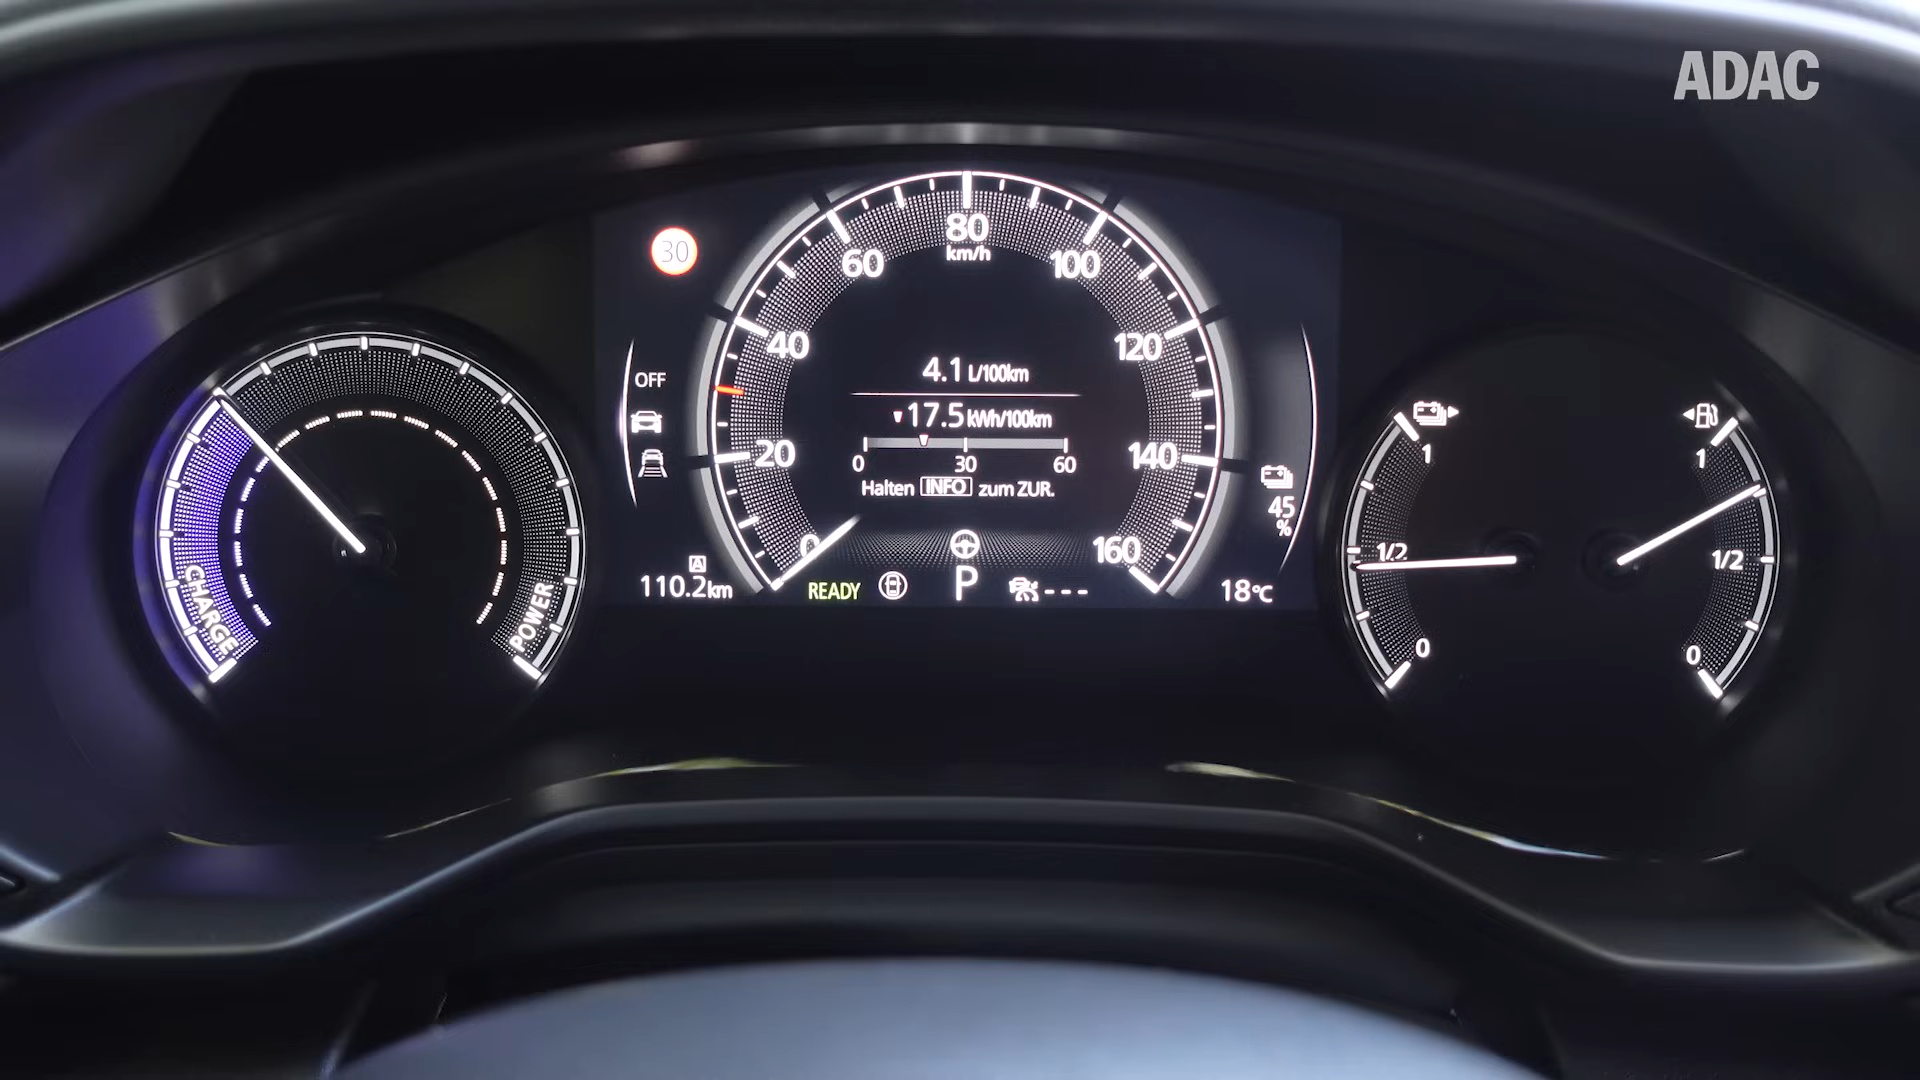 ADAC
30
80
km/h
60
100
40
120
4.1 L/100km
OFF
17.5 kWh/100km
20
0 30 60
140
Halten INFO zum ZUR.
45
%
0
160
A
110.2 km
READY
P
---
18°C
CHARGE
POWER
1
1/2
0
1
1/2
0